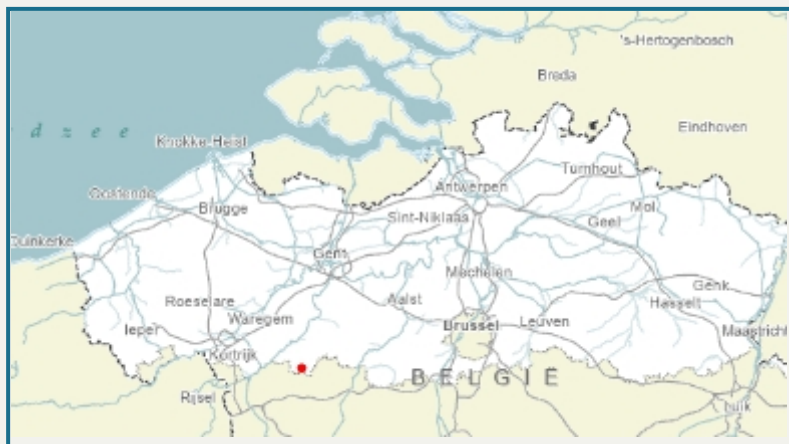 's-Hertogenbosch
Breda
dzee
Eindhoven
Knokke-Heist
Turnhout
Antwerpen
Oostende
Brugge
Sint-Niklaas
Geel
Mol
Duinkerke
Gent
Mechelen
Genk
Roeselare
Aalst
Hasselt
Ieper
Waregem
Brussel
Leuven
Maastricht
Kortrijk
BELGIË
Rijsel
Luik